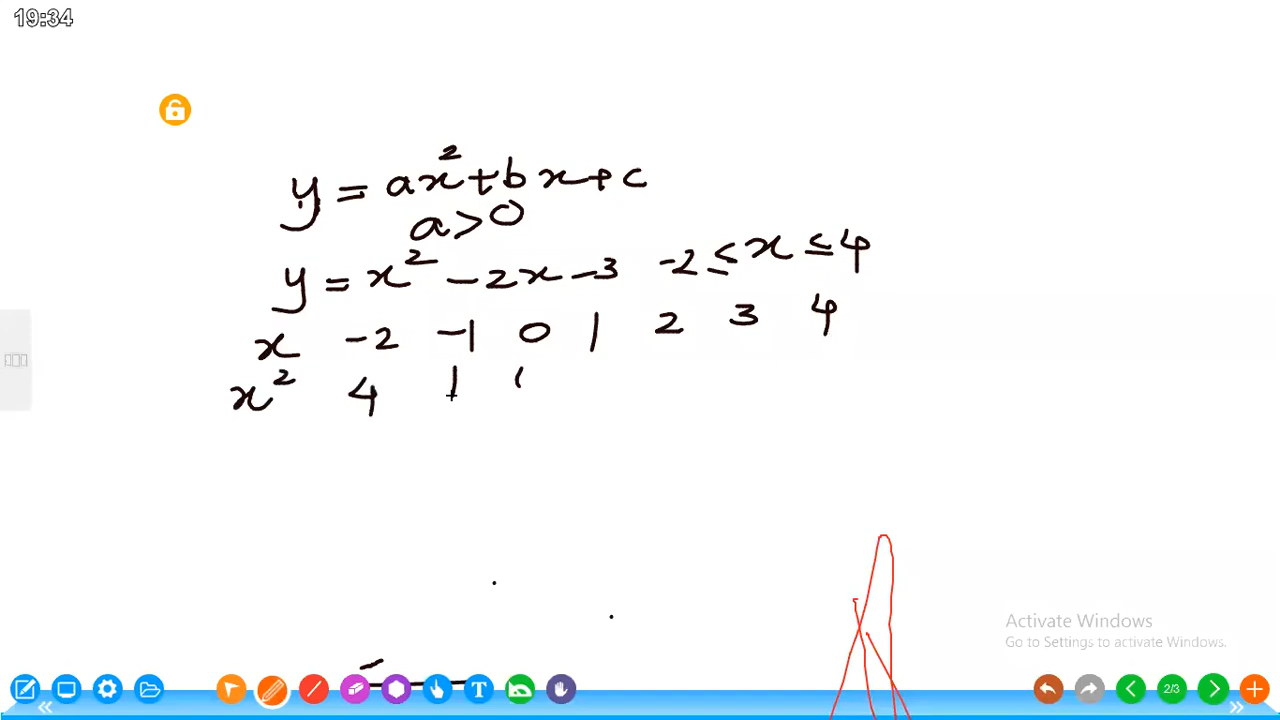 19:34
y = ax² + bx + c
a > 0
y = x² - 2x - 3 -2 ≤ x ≤ 4
x -2 -1 0 1 2 3 4
x² 4 1
Activate Windows
Go to Settings to activate Windows.
2/3